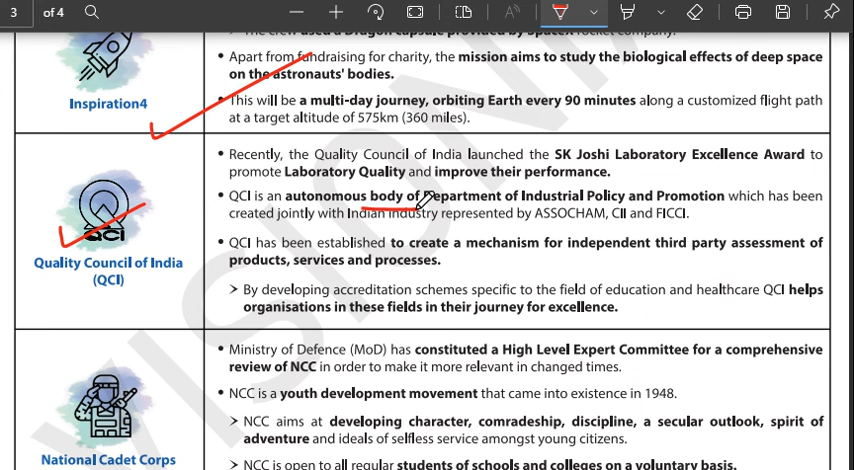 3 of 4
The crew used a Dragon capsule provided by SpaceX rocket company.
• Apart from fundraising for charity, the mission aims to study the biological effects of deep space
on the astronauts' bodies.
• This will be a multi-day journey, orbiting Earth every 90 minutes along a customized flight path
at a target altitude of 575km (360 miles).
Inspiration4
• Recently, the Quality Council of India launched the SK Joshi Laboratory Excellence Award to
promote Laboratory Quality and improve their performance.
• QCI is an autonomous body of Department of Industrial Policy and Promotion which has been
created jointly with Indian industry represented by ASSOCHAM, CII and FICCI.
• QCI has been established to create a mechanism for independent third party assessment of
products, services and processes.
➢ By developing accreditation schemes specific to the field of education and healthcare QCI helps
organisations in these fields in their journey for excellence.
QCI
Quality Council of India
(QCI)
• Ministry of Defence (MoD) has constituted a High Level Expert Committee for a comprehensive
review of NCC in order to make it more relevant in changed times.
• NCC is a youth development movement that came into existence in 1948.
➢ NCC aims at developing character, comradeship, discipline, a secular outlook, spirit of
adventure and ideals of selfless service amongst young citizens.
➢ NCC is open to all regular students of schools and colleges on a voluntary basis.
National Cadet Corps